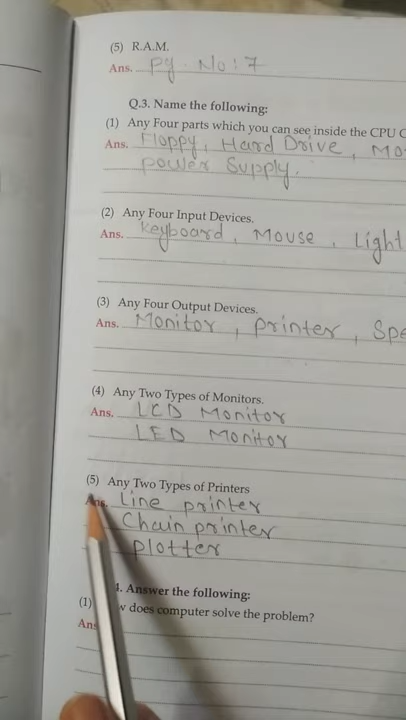 (5) R.A.M.
Ans. Pg. No: 7
Q.3. Name the following:
(1) Any Four parts which you can see inside the CPU
Ans. Floppy, Hard Drive,
power Supply.
(2) Any Four Input Devices.
Ans. Keyboard, Mouse, Light
(3) Any Four Output Devices.
Ans. Monitor, printer,
(4) Any Two Types of Monitors.
Ans. LCD Monitor
LED Monitor
(5) Any Two Types of Printers
Ans. Line printer
Chain printer
Plotter
4. Answer the following:
(1) does computer solve the problem?
Ans